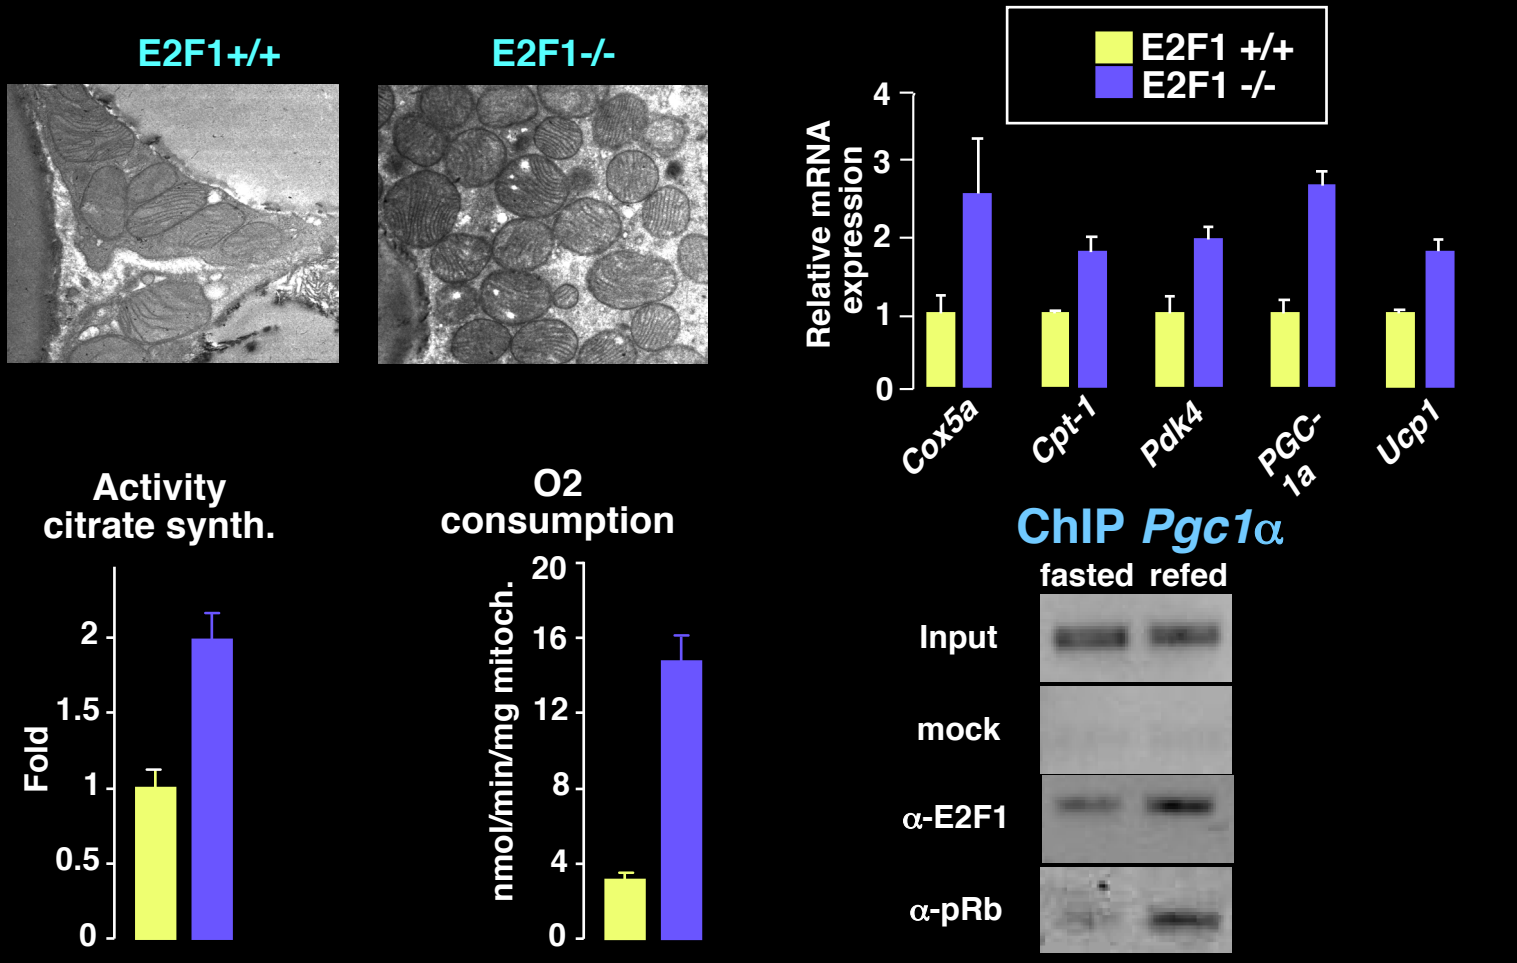 E2F1+/+
E2F1-/-
E2F1 +/+
E2F1 -/-
Relative mRNA
expression
4
3
2
1
0
Cox5a
Cpt-1
Pdk4
PGC-
1a
Ucp1
Activity
citrate synth.
Fold
2
1.5
1
0.5
0
O2
consumption
nmol/min/mg mitoch.
20
16
12
8
4
0
ChIP Pgc1α
fasted refed
Input
mock
α-E2F1
α-pRb